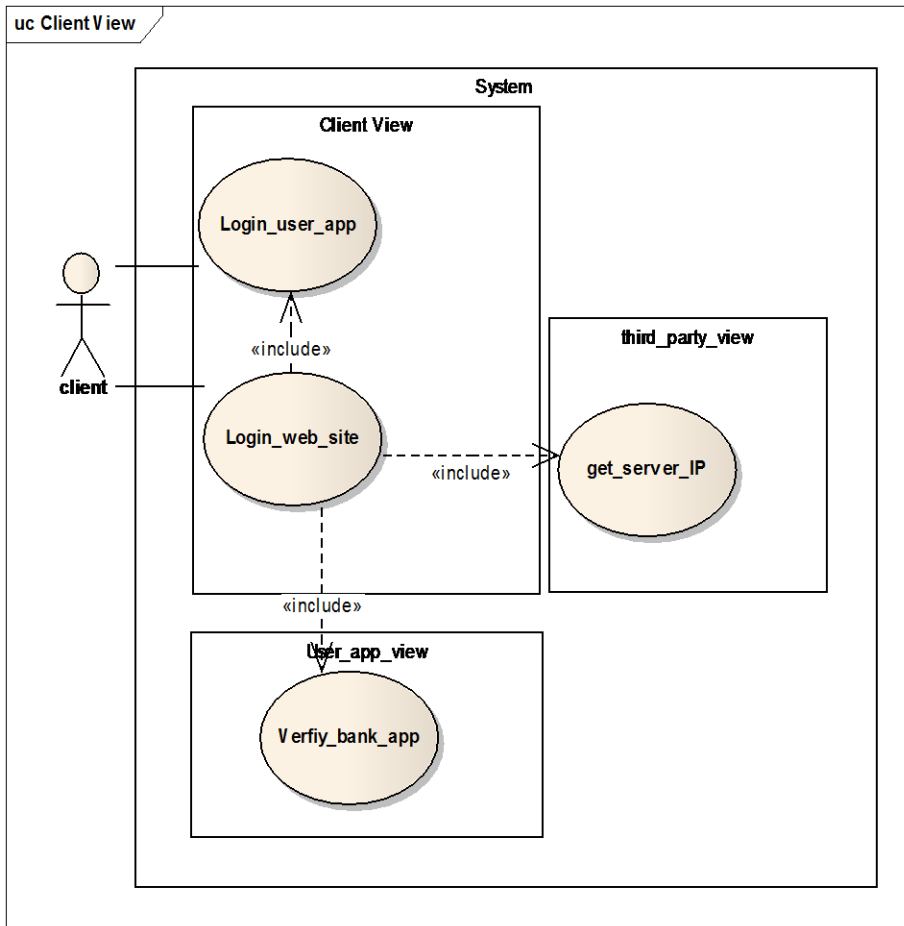 uc Client View
System
Client View
Login_user_app
«include»
third_party_view
client
Login_web_site
«include»
get_server_IP
«include»
User_app_view
Verfiy_bank_app